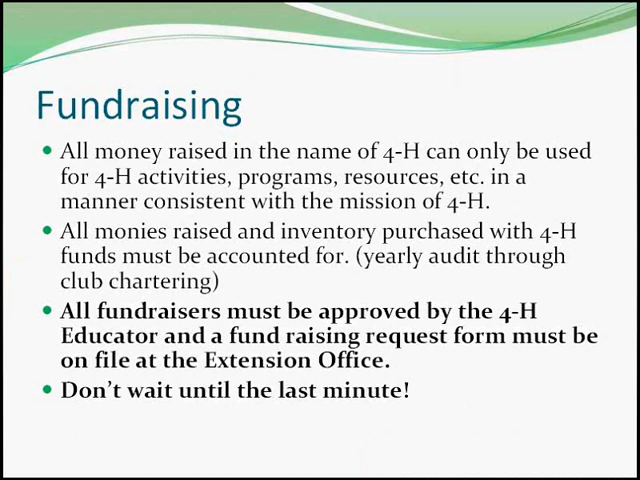 Fundraising
All money raised in the name of 4-H can only be used
for 4-H activities, programs, resources, etc. in a
manner consistent with the mission of 4-H.
All monies raised and inventory purchased with 4-H
funds must be accounted for. (yearly audit through
club chartering)
All fundraisers must be approved by the 4-H
Educator and a fund raising request form must be
on file at the Extension Office.
Don't wait until the last minute!